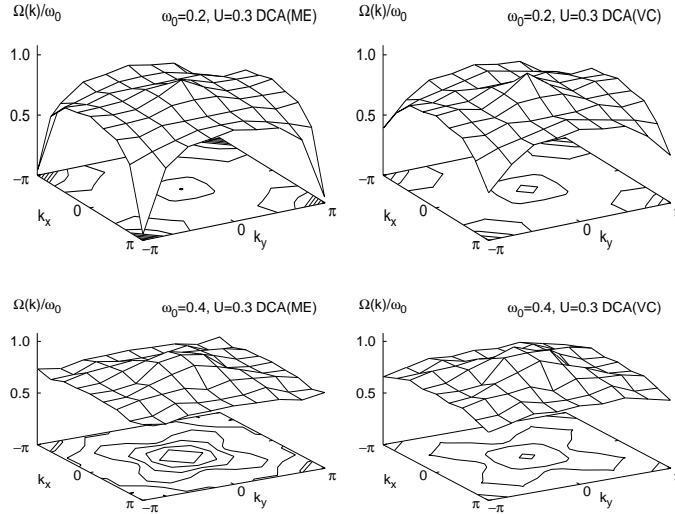 Ω(k)/ω0 ω0=0.2, U=0.3 DCA(ME)
1.0
0.5
−π
kx
0
π
−π
0
ky
π
Ω(k)/ω0 ω0=0.2, U=0.3 DCA(VC)
1.0
0.5
−π
kx
0
π
−π
0
ky
Ω(k)/ω0 ω0=0.4, U=0.3 DCA(ME)
1.0
0.5
−π
kx
0
π
−π
0
ky
π
Ω(k)/ω0 ω0=0.4, U=0.3 DCA(VC)
1.0
0.5
−π
kx
0
π
−π
0
ky